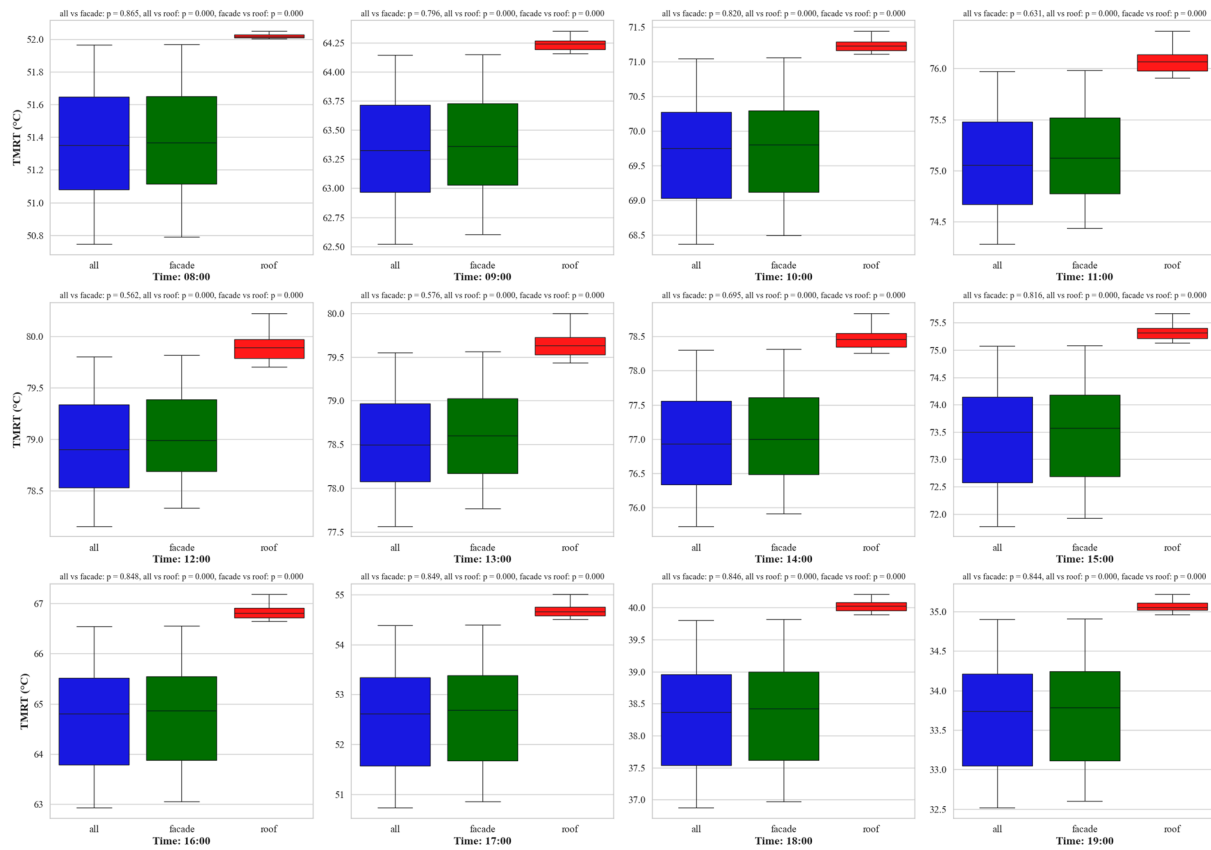 all vs facade: p = 0.865, all vs roof: p = 0.000, facade vs roof: p = 0.000
TMRT (°C)
52.0
51.8
51.6
51.4
51.2
51.0
50.8
all facade roof
Time: 08:00
all vs facade: p = 0.796, all vs roof: p = 0.000, facade vs roof: p = 0.000
64.25
64.00
63.75
63.50
63.25
63.00
62.75
62.50
all facade roof
Time: 09:00
all vs facade: p = 0.820, all vs roof: p = 0.000, facade vs roof: p = 0.000
71.5
71.0
70.5
70.0
69.5
69.0
68.5
all facade roof
Time: 10:00
all vs facade: p = 0.631, all vs roof: p = 0.000, facade vs roof: p = 0.000
76.0
75.5
75.0
74.5
all facade roof
Time: 11:00
all vs facade: p = 0.562, all vs roof: p = 0.000, facade vs roof: p = 0.000
TMRT (°C)
80.0
79.5
79.0
78.5
all facade roof
Time: 12:00
all vs facade: p = 0.576, all vs roof: p = 0.000, facade vs roof: p = 0.000
80.0
79.5
79.0
78.5
78.0
77.5
all facade roof
Time: 13:00
all vs facade: p = 0.695, all vs roof: p = 0.000, facade vs roof: p = 0.000
78.5
78.0
77.5
77.0
76.5
76.0
all facade roof
Time: 14:00
all vs facade: p = 0.816, all vs roof: p = 0.000, facade vs roof: p = 0.000
75.5
75.0
74.5
74.0
73.5
73.0
72.5
72.0
all facade roof
Time: 15:00
all vs facade: p = 0.848, all vs roof: p = 0.000, facade vs roof: p = 0.000
TMRT (°C)
67
66
65
64
63
all facade roof
Time: 16:00
all vs facade: p = 0.849, all vs roof: p = 0.000, facade vs roof: p = 0.000
55
54
53
52
51
all facade roof
Time: 17:00
all vs facade: p = 0.846, all vs roof: p = 0.000, facade vs roof: p = 0.000
40.0
39.5
39.0
38.5
38.0
37.5
37.0
all facade roof
Time: 18:00
all vs facade: p = 0.844, all vs roof: p = 0.000, facade vs roof: p = 0.000
35.0
34.5
34.0
33.5
33.0
32.5
all facade roof
Time: 19:00